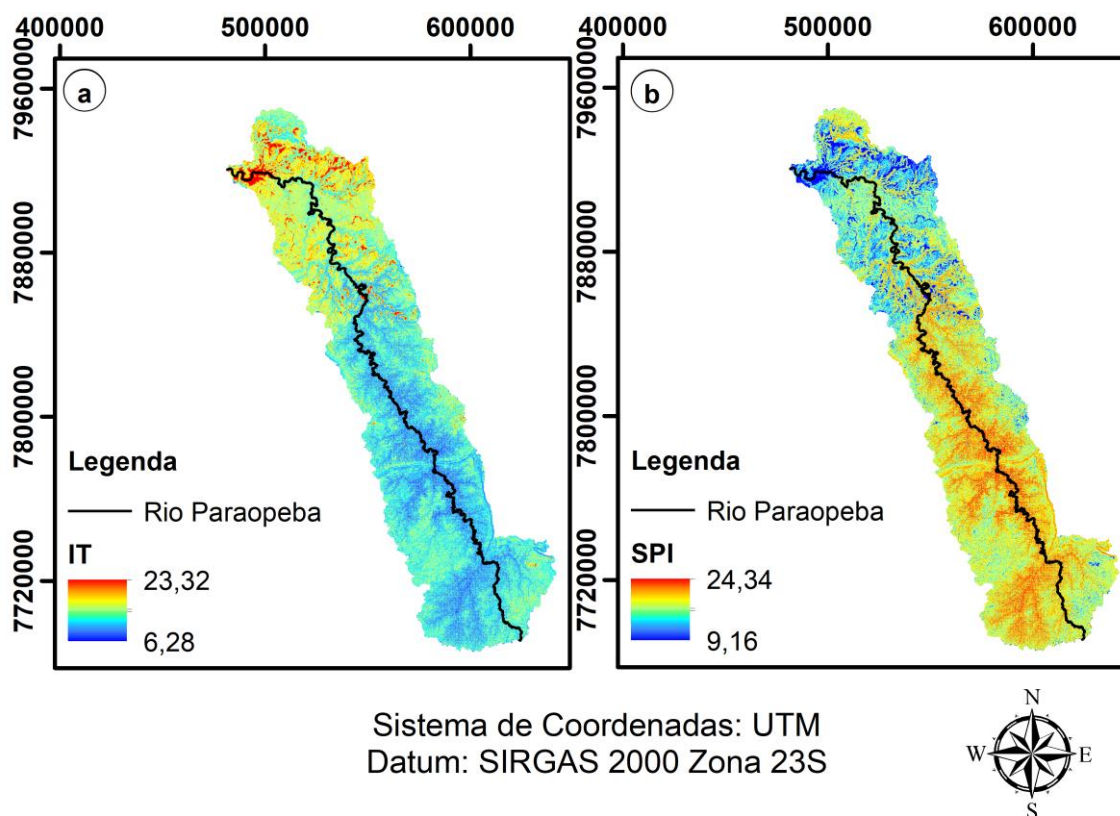 400000 500000 600000
400000 500000 600000
a
b
7960000
7880000
7800000
7720000
7960000
7880000
7800000
7720000
Legenda
Rio Paraopeba
IT
23,32
6,28
Legenda
Rio Paraopeba
SPI
24,34
9,16
Sistema de Coordenadas: UTM
Datum: SIRGAS 2000 Zona 23S
N
W E
S